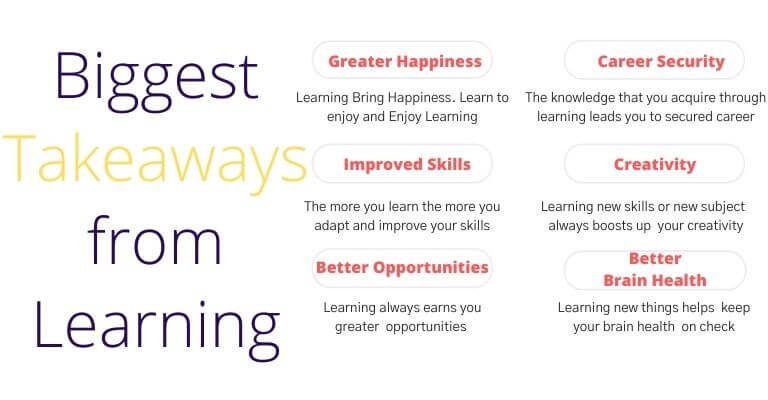 Biggest
Takeaways
from
Learning
Greater Happiness
Learning Bring Happiness. Learn to
enjoy and Enjoy Learning
Career Security
The knowledge that you acquire through
learning leads you to secured career
Improved Skills
The more you learn the more you
adapt and improve your skills
Creativity
Learning new skills or new subject
always boosts up your creativity
Better Opportunities
Learning always earns you
greater opportunities
Better
Brain Health
Learning new things helps keep
your brain health on check